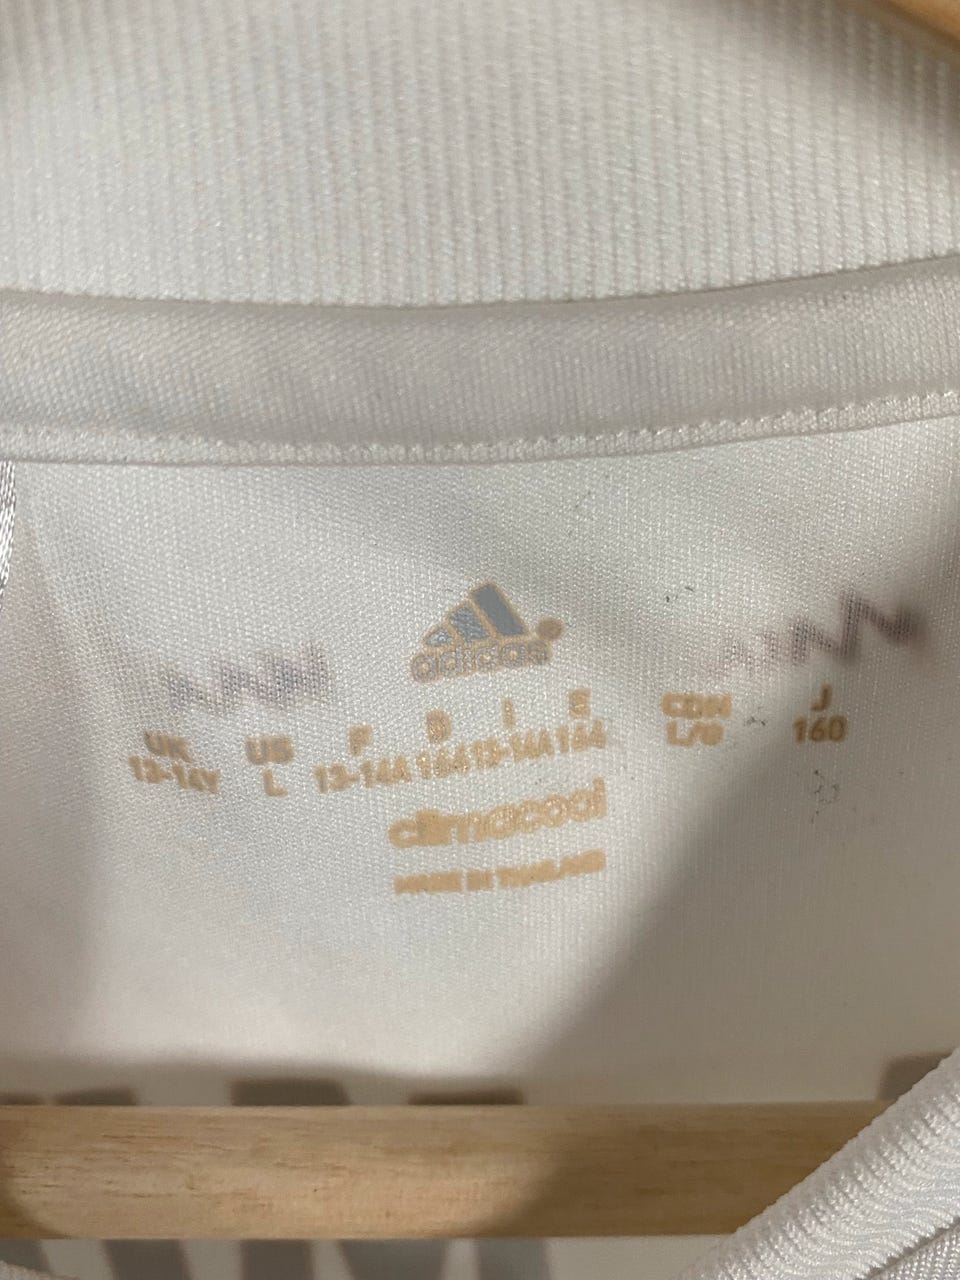 adidas
UK US F D I E CDN J
13-14Y L 13-14A 164 13-14A 164 L/G 160
climacool
MADE IN THAILAND